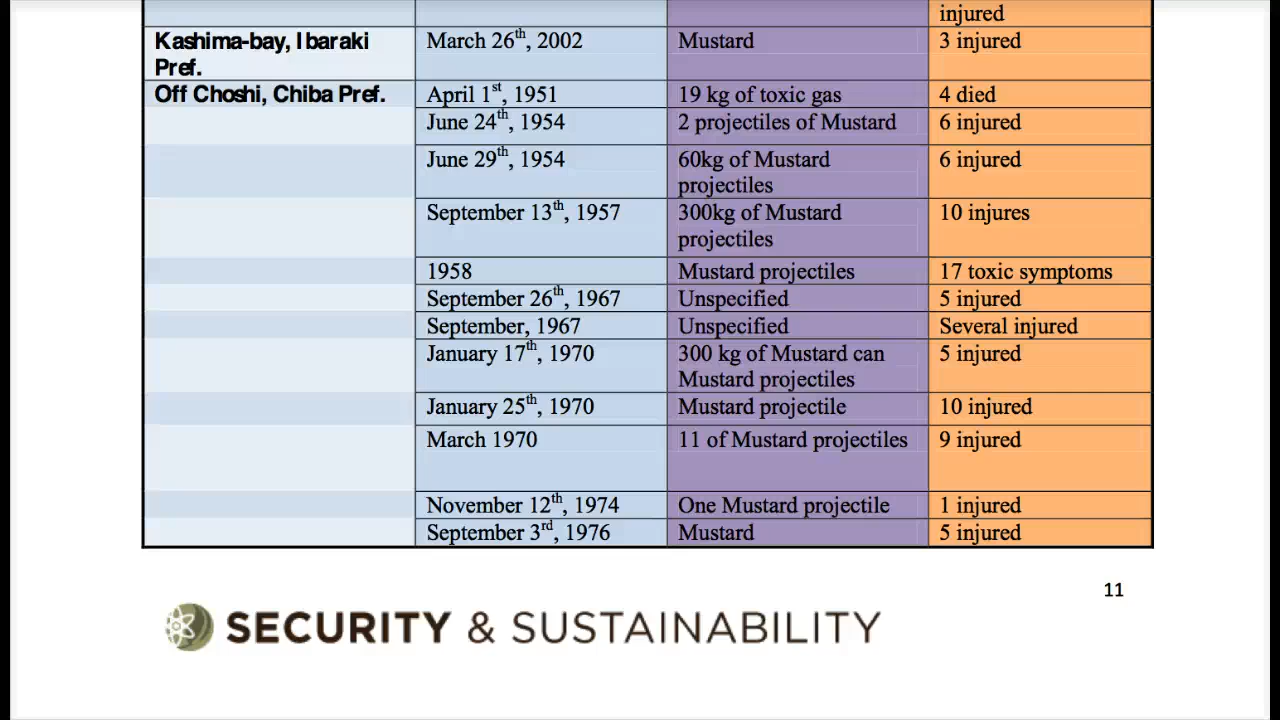 injured
Kashima-bay, Ibaraki March 26th, 2002 Mustard 3 injured
Pref.
Off Choshi, Chiba Pref. April 1st, 1951 19 kg of toxic gas 4 died
June 24th, 1954 2 projectiles of Mustard 6 injured
June 29th, 1954 60kg of Mustard 6 injured
projectiles
September 13th, 1957 300kg of Mustard 10 injures
projectiles
1958 Mustard projectiles 17 toxic symptoms
September 26th, 1967 Unspecified 5 injured
September, 1967 Unspecified Several injured
January 17th, 1970 300 kg of Mustard can 5 injured
Mustard projectiles
January 25th, 1970 Mustard projectile 10 injured
March 1970 11 of Mustard projectiles 9 injured
November 12th, 1974 One Mustard projectile 1 injured
September 3rd, 1976 Mustard 5 injured
11
SECURITY & SUSTAINABILITY